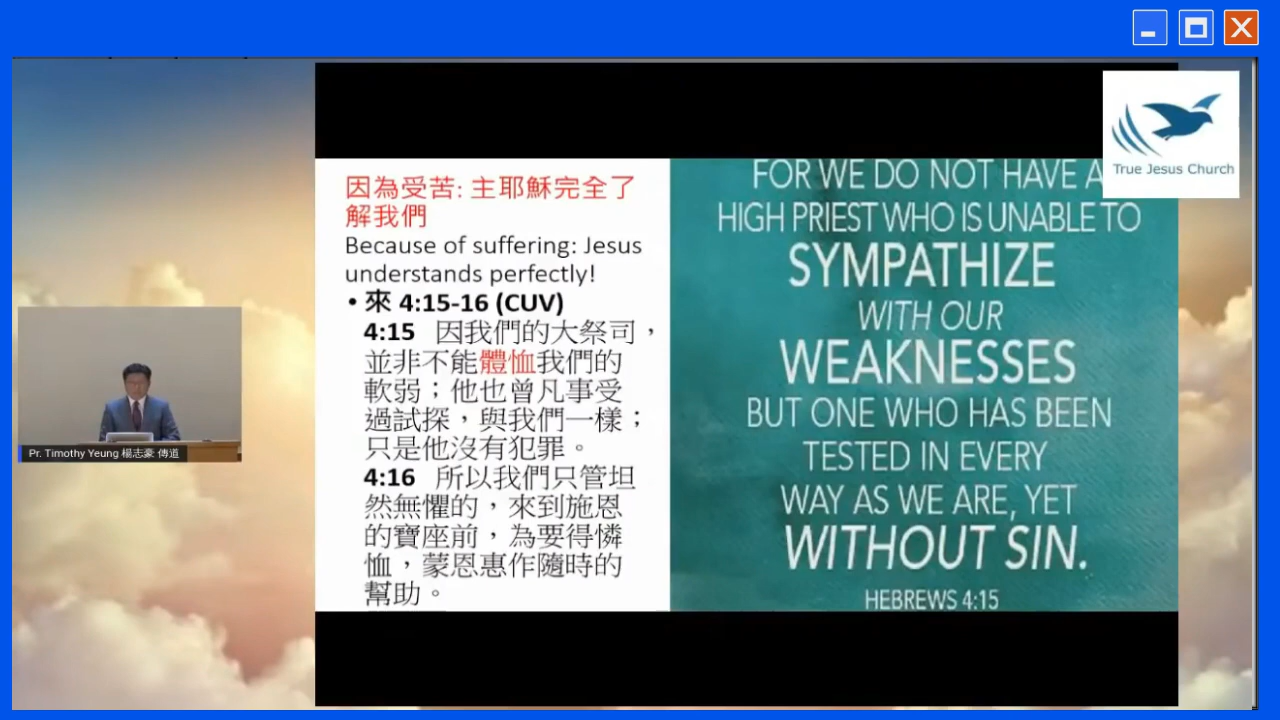 True Jesus Church
因為受苦: 主耶穌完全了
解我們
Because of suffering: Jesus
understands perfectly!
• 來 4:15-16 (CUV)
4:15 因我們的大祭司，
並非不能體恤我們的
軟弱；他也曾凡事受
過試探，與我們一樣；
只是他沒有犯罪。
4:16 所以我們只管坦
然無懼的，來到施恩
的寶座前，為要得憐
恤，蒙恩惠作隨時的
幫助。
FOR WE DO NOT HAVE A
HIGH PRIEST WHO IS UNABLE TO
SYMPATHIZE
WITH OUR
WEAKNESSES
BUT ONE WHO HAS BEEN
TESTED IN EVERY
WAY AS WE ARE, YET
WITHOUT SIN.
HEBREWS 4:15
Pr. Timothy Yeung 楊志豪 傳道